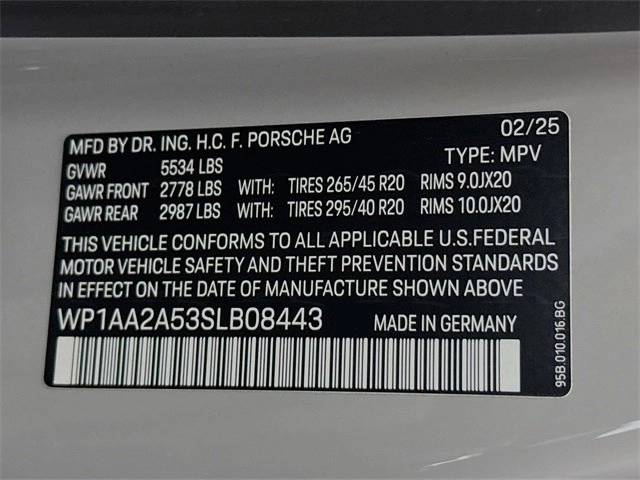 MFD BY DR. ING. H.C. F. PORSCHE AG 02/25
GVWR 5534 LBS TYPE: MPV
GAWR FRONT 2778 LBS WITH: TIRES 265/45 R20 RIMS 9.0JX20
GAWR REAR 2987 LBS WITH: TIRES 295/40 R20 RIMS 10.0JX20
THIS VEHICLE CONFORMS TO ALL APPLICABLE U.S.FEDERAL
MOTOR VEHICLE SAFETY AND THEFT PREVENTION STANDARDS
IN EFFECT ON THE DATE OF MANUFACTURE SHOWN ABOVE
WP1AA2A53SLB08443 MADE IN GERMANY
95B.010.016.BG